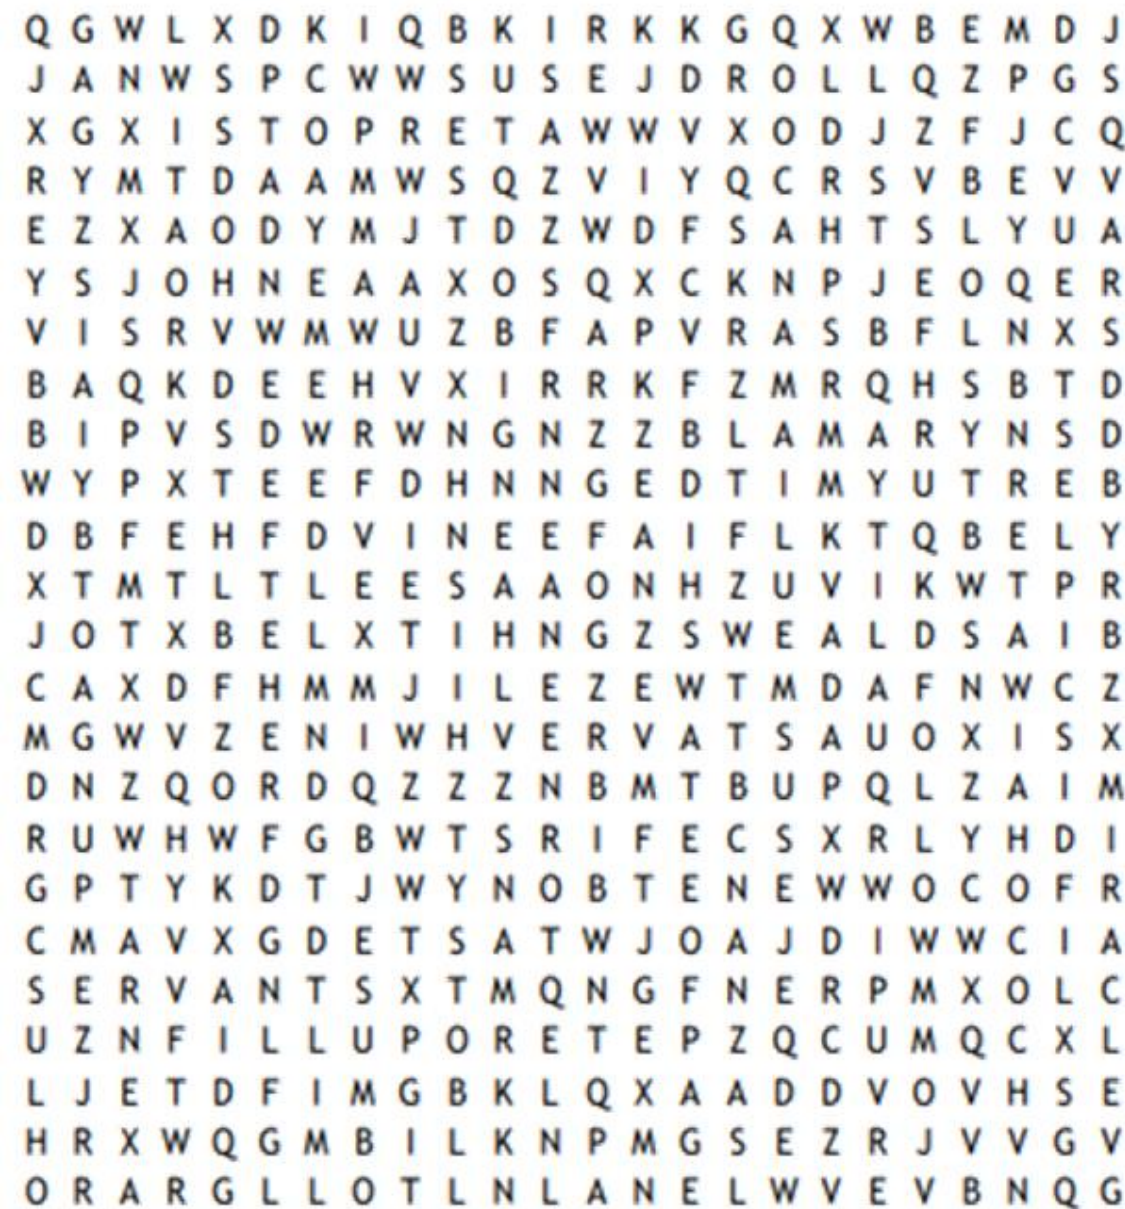 Q G W L X D K I Q B K I R K K G Q X W B E M D J
J A N W S P C W W S U S E J D R O L L Q Z P G S
X G X I S T O P R E T A W W V X O D J Z F J C Q
R Y M T D A A M W S Q Z V I Y Q C R S V B E V V
E Z X A O D Y M J T D Z W D F S A H T S L Y U A
Y S J O H N E A A X O S Q X C K N P J E O Q E R
V I S R V W M W U Z B F A P V R A S B F L N X S
B A Q K D E E H V X I R R K F Z M R Q H S B T D
B I P V S D W R W N G N Z Z B L A M A R Y N S D
W Y P X T E E F D H N N G E D T I M Y U T R E B
D B F E H F D V I N E E F A I F L K T Q B E L Y
X T M T L T L E E S A A O N H Z U V I K W T P R
J O T X B E L X T I H N G Z S W E A L D S A I B
C A X D F H M M J I L E Z E W T M D A F N W C Z
M G W V Z E N I W H V E R V A T S A U O X I S X
D N Z Q O R D Q Z Z Z N B M T B U P Q L Z A I M
R U W H W F G B W T S R I F E C S X R L Y H D I
G P T Y K D T J W Y N O B T E N E W W O C O F R
C M A V X G D E T S A T W J O A J D I W W C I A
S E R V A N T S X T M Q N G F N E R P M X O L C
U Z N F I L L U P O R E T E P Z Q C U M Q C X L
L J E T D F I M G B K L Q X A A D D V O V H S E
H R X W Q G M B I L K N P M G S E Z R J V V G V
O R A R G L L O T L N L A N E L W V E V B N Q G